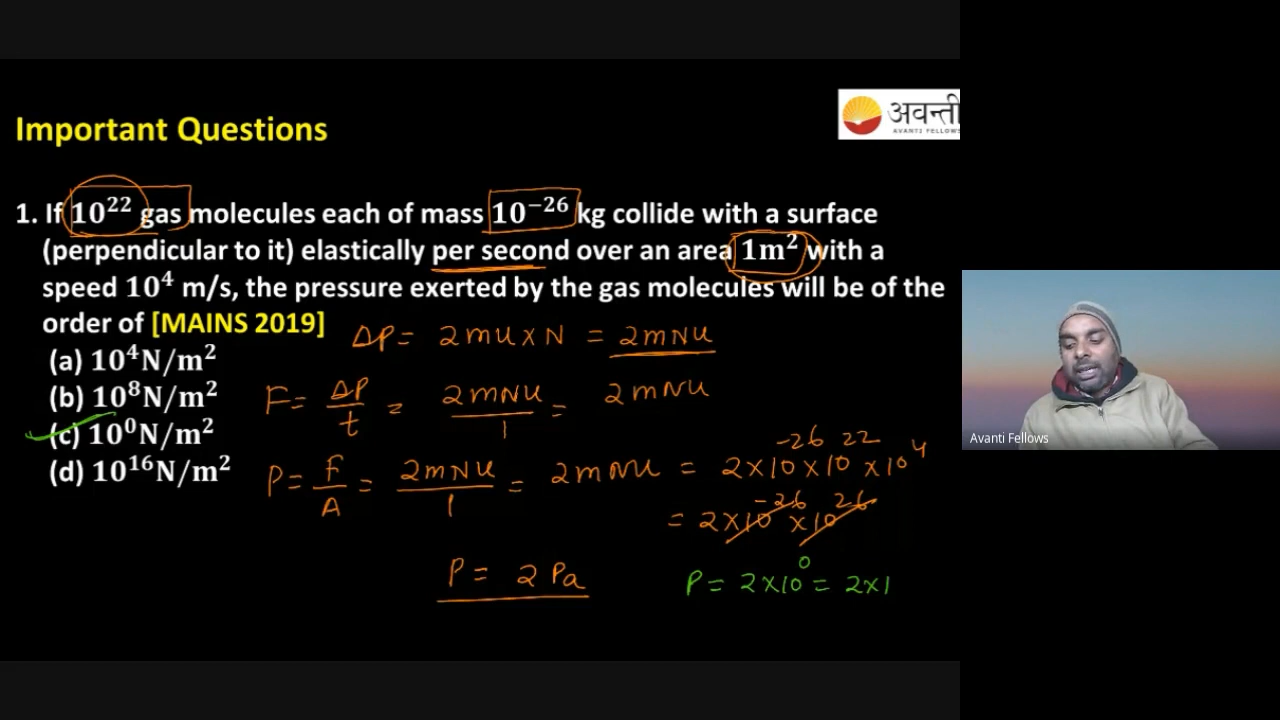 अवन्ती
AVANTI FELLOWS
Important Questions
1. If 10²² gas molecules each of mass 10⁻²⁶ kg collide with a surface
(perpendicular to it) elastically per second over an area 1m² with a
speed 10⁴ m/s, the pressure exerted by the gas molecules will be of the
order of [MAINS 2019]
ΔP = 2mu×N = 2mNu
(a) 10⁴N/m²
(b) 10⁸N/m²
F = ΔP/t = 2mNu/1 = 2mNu
(c) 10⁰N/m²
(d) 10¹⁶N/m²
P = F/A = 2mNu/1 = 2mNu = 2×10⁻²⁶×10²²×10⁴
= 2×10⁻²⁶×10²⁶
P = 2 Pa
P = 2×10⁰ = 2×1
Avanti Fellows